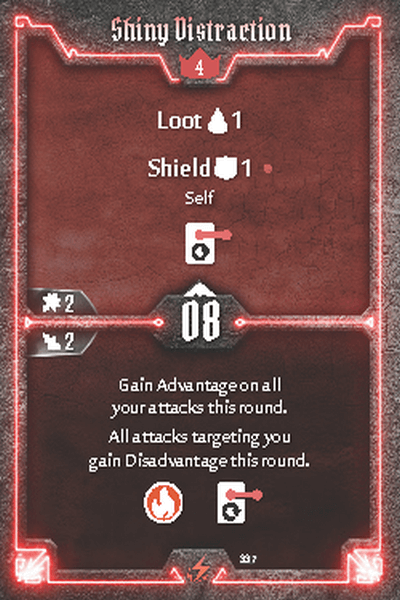 Shiny Distraction
4
Loot 1
Shield 1
Self
2
08
2
Gain Advantage on all
your attacks this round.
All attacks targeting you
gain Disadvantage this round.
337